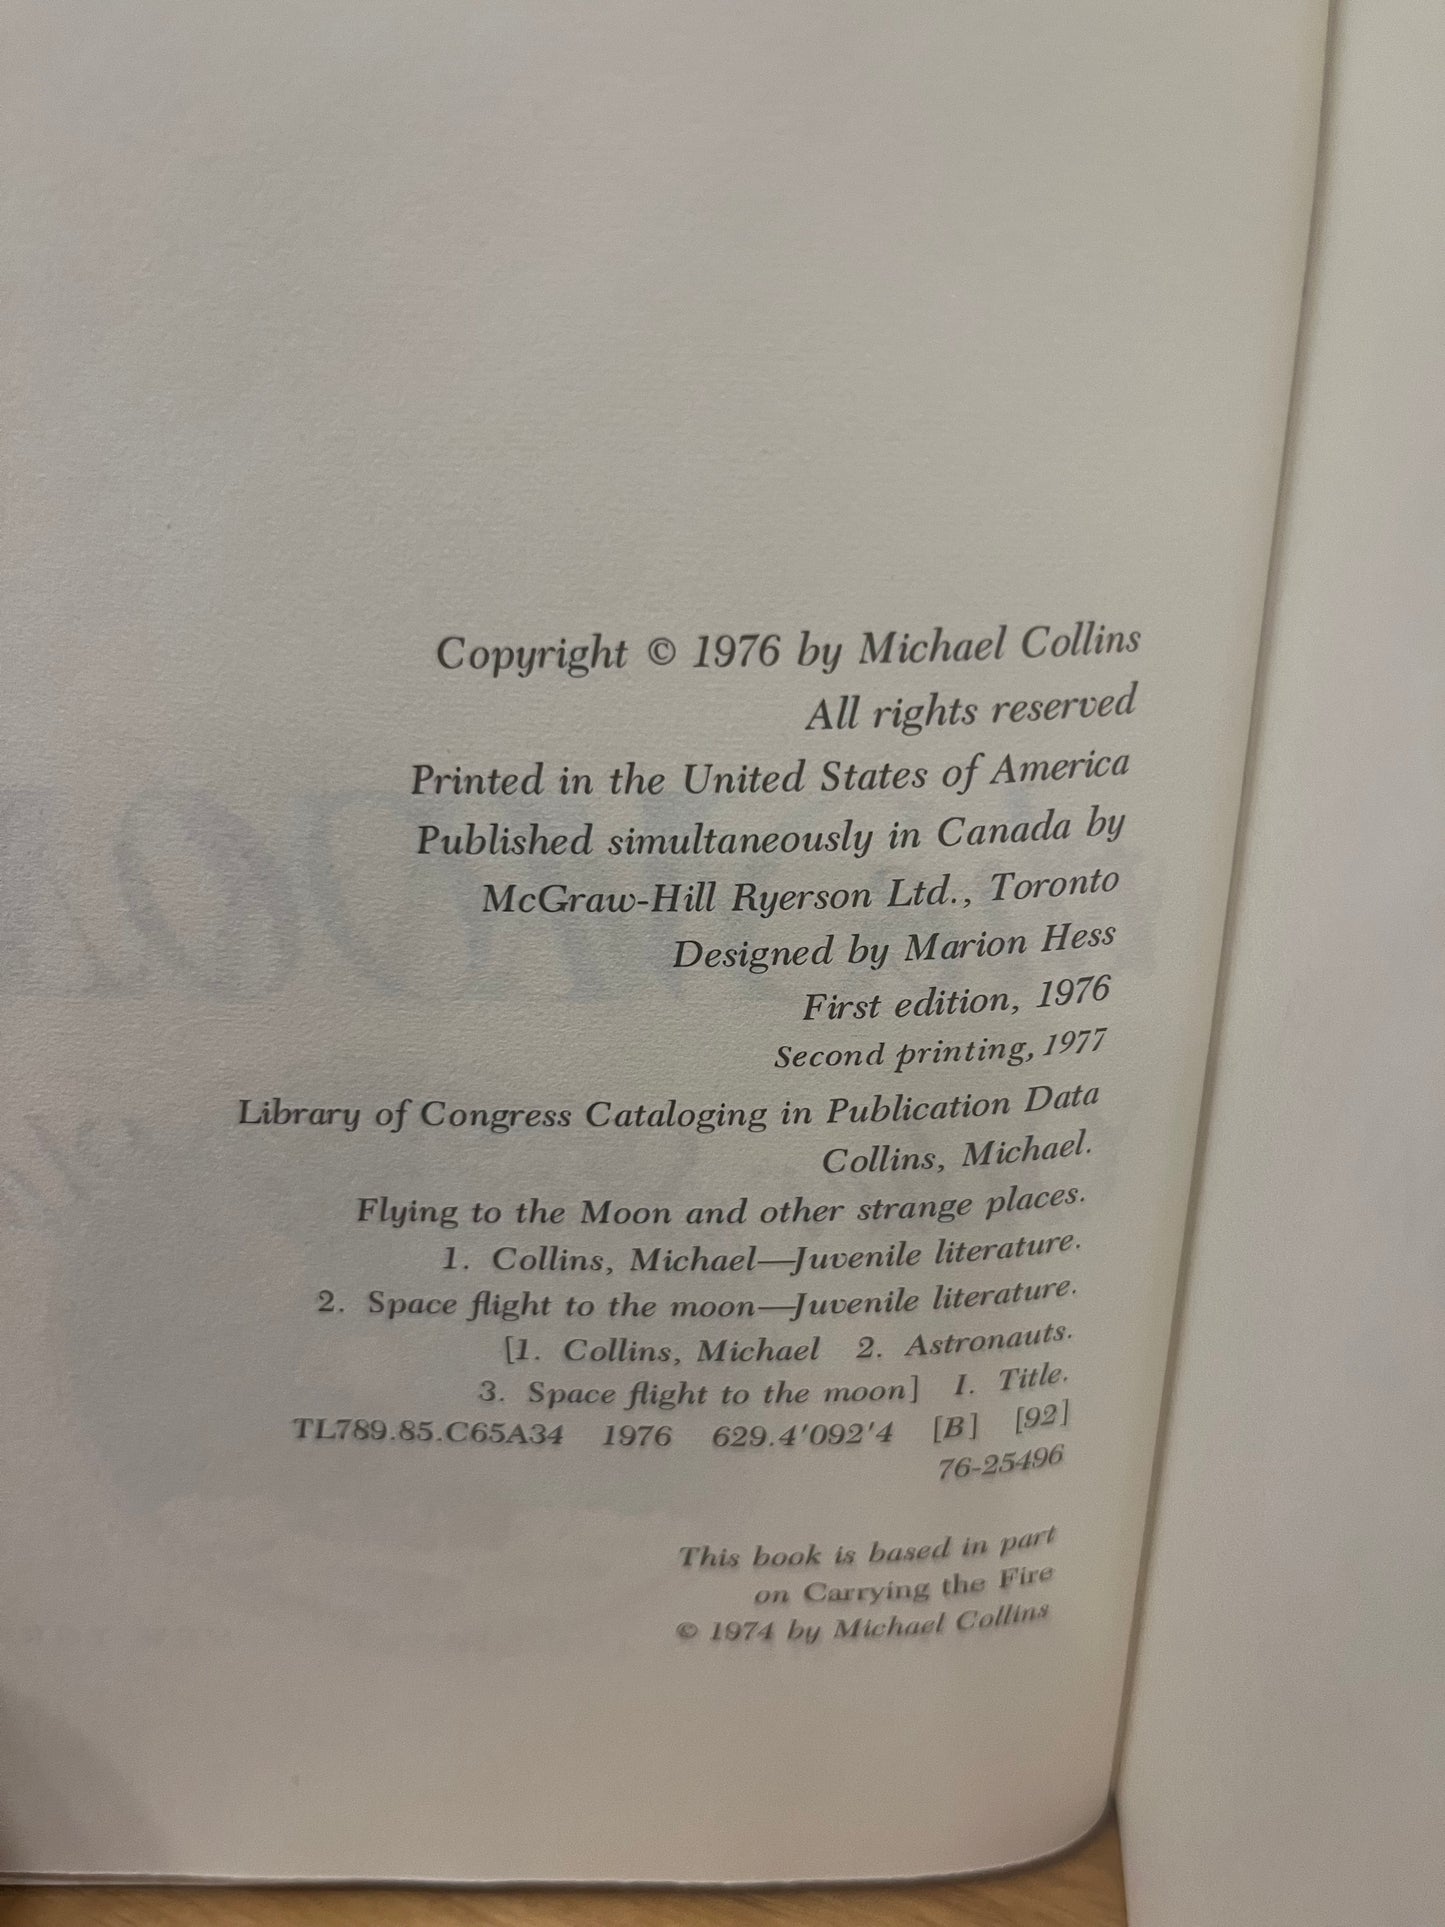 Copyright © 1976 by Michael Collins
All rights reserved
Printed in the United States of America
Published simultaneously in Canada by
McGraw-Hill Ryerson Ltd., Toronto
Designed by Marion Hess
First edition, 1976
Second printing, 1977
Library of Congress Cataloging in Publication Data
Collins, Michael.
Flying to the Moon and other strange places.
1. Collins, Michael—Juvenile literature.
2. Space flight to the moon—Juvenile literature.
[1. Collins, Michael 2. Astronauts.
3. Space flight to the moon] I. Title.
TL789.85.C65A34 1976 629.4'092'4 [B] [92]
76-25496
This book is based in part
on Carrying the Fire
© 1974 by Michael Collins